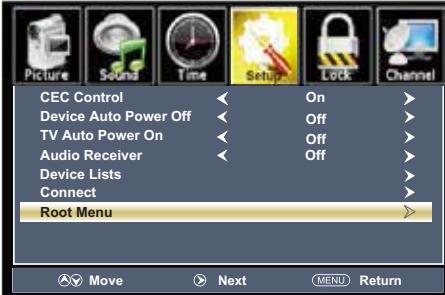 Picture Sound Time Setup Lock Channel
CEC Control On
Device Auto Power Off Off
TV Auto Power On Off
Audio Receiver Off
Device Lists
Connect
Root Menu
Move Next MENU Return